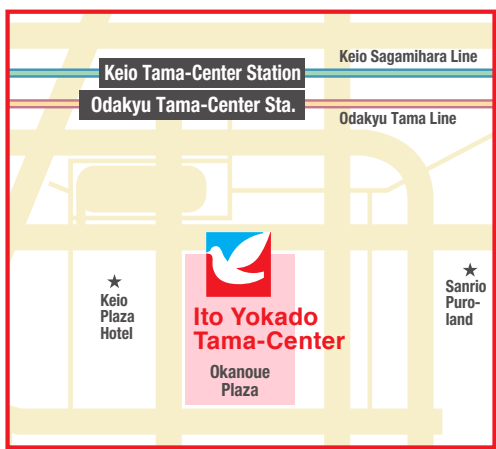 Keio Sagamihara Line
Keio Tama-Center Station
Odakyu Tama-Center Sta.
Odakyu Tama Line
Keio
Plaza
Hotel
Ito Yokado
Tama-Center
Okanoue
Plaza
Sanrio
Puro-
land